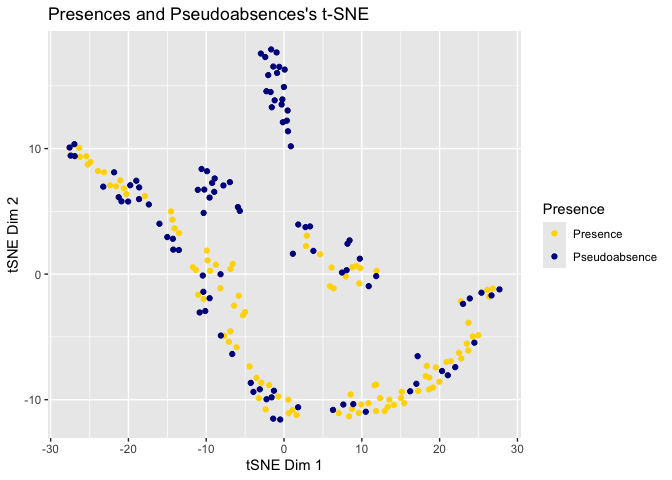 Presences and Pseudoabsences's t-SNE
10
0
-10
tSNE Dim 2
-30
-20
-10
0
10
20
30
tSNE Dim 1
Presence
Presence
Pseudoabsence